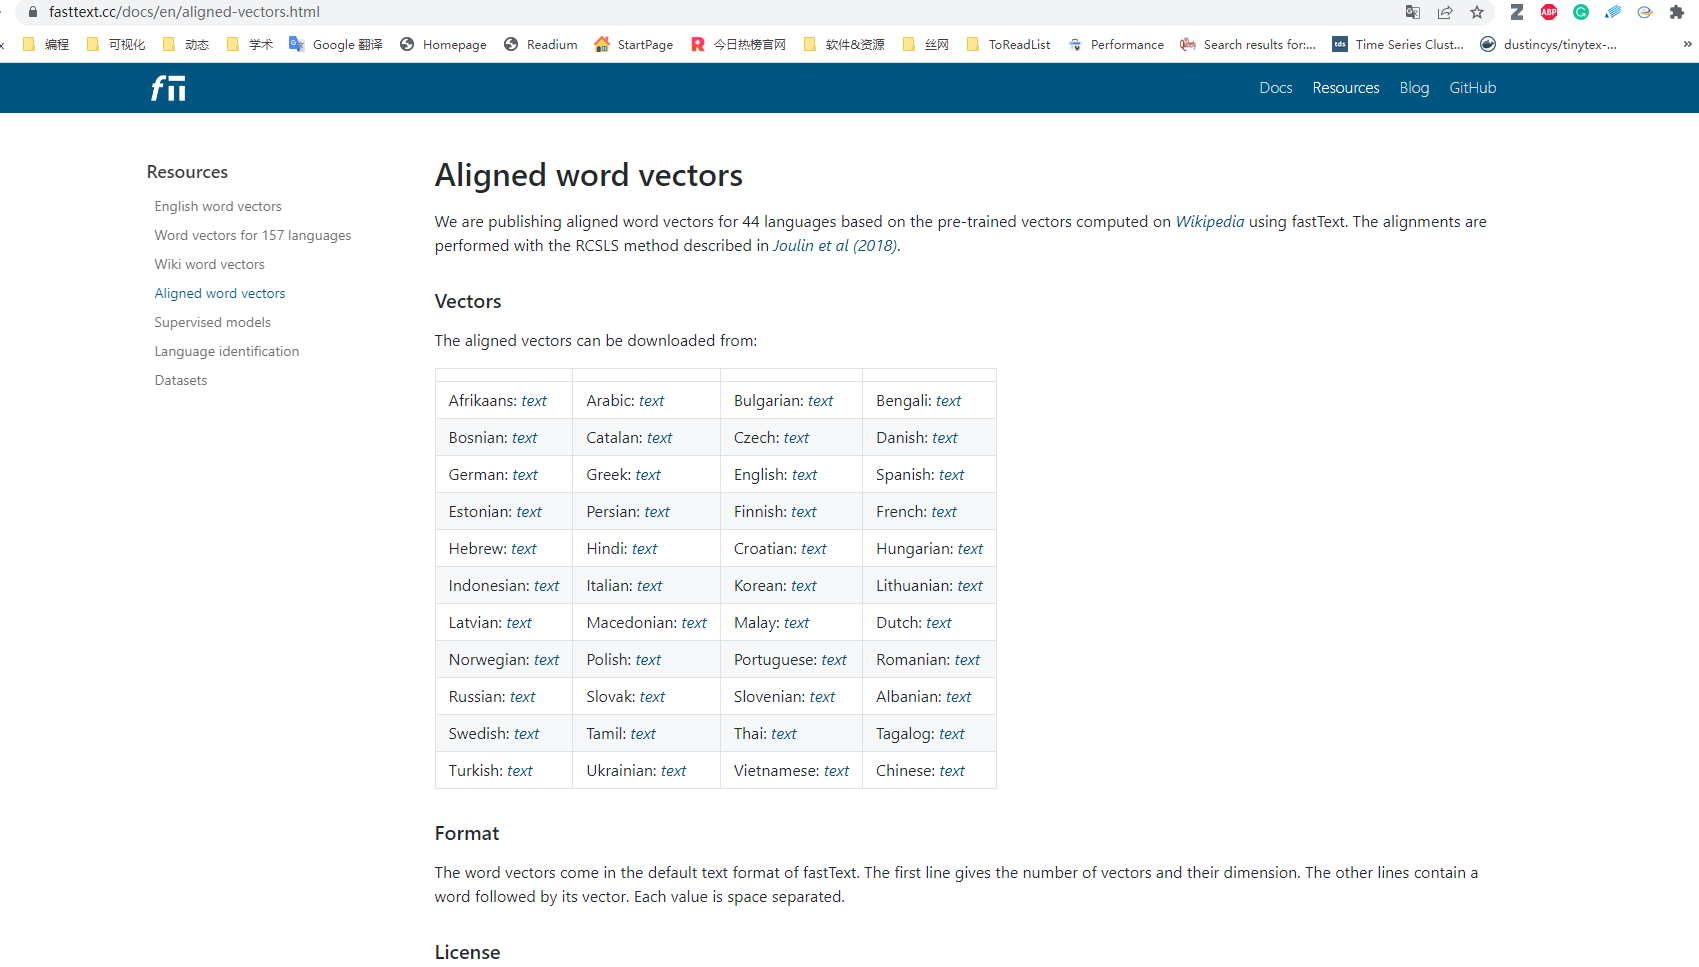 fasttext.cc/docs/en/aligned-vectors.html
编程 可视化 动态 学术 Google 翻译 Homepage Readium StartPage 今日热榜官网 软件&资源 丝网 ToReadList Performance Search results for:... Time Series Clust... dustincys/tinytex-... »
Docs Resources Blog GitHub
Resources
English word vectors
Word vectors for 157 languages
Wiki word vectors
Aligned word vectors
Supervised models
Language identification
Datasets
Aligned word vectors
We are publishing aligned word vectors for 44 languages based on the pre-trained vectors computed on Wikipedia using fastText. The alignments are
performed with the RCSLS method described in Joulin et al (2018).
Vectors
The aligned vectors can be downloaded from:
Afrikaans: text Arabic: text Bulgarian: text Bengali: text
Bosnian: text Catalan: text Czech: text Danish: text
German: text Greek: text English: text Spanish: text
Estonian: text Persian: text Finnish: text French: text
Hebrew: text Hindi: text Croatian: text Hungarian: text
Indonesian: text Italian: text Korean: text Lithuanian: text
Latvian: text Macedonian: text Malay: text Dutch: text
Norwegian: text Polish: text Portuguese: text Romanian: text
Russian: text Slovak: text Slovenian: text Albanian: text
Swedish: text Tamil: text Thai: text Tagalog: text
Turkish: text Ukrainian: text Vietnamese: text Chinese: text
Format
The word vectors come in the default text format of fastText. The first line gives the number of vectors and their dimension. The other lines contain a
word followed by its vector. Each value is space separated.
License